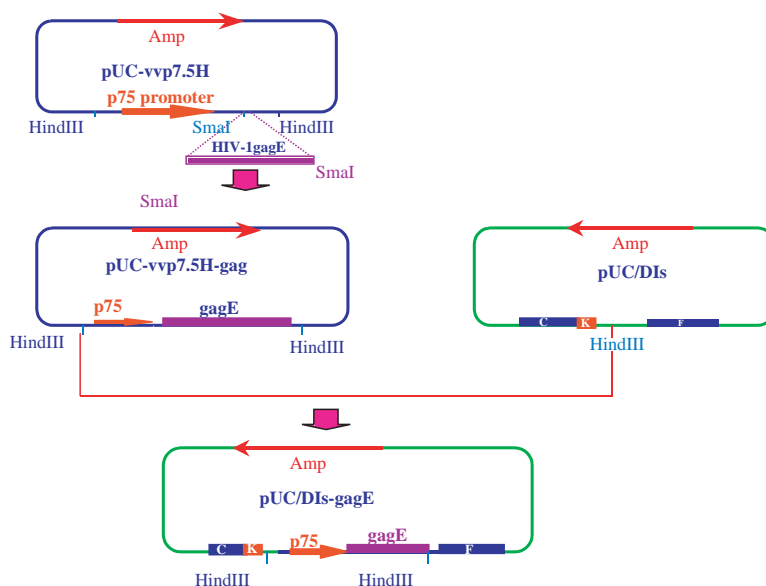 Amp
pUC-vvp7.5H
p75 promoter
HindIII
SmaI
HindIII
HIV-1gagE
SmaI
SmaI
Amp
pUC-vvp7.5H-gag
p75
gagE
HindIII
HindIII
Amp
pUC/DIs
C
K
F
HindIII
Amp
pUC/DIs-gagE
C
K
p75
gagE
F
HindIII
HindIII